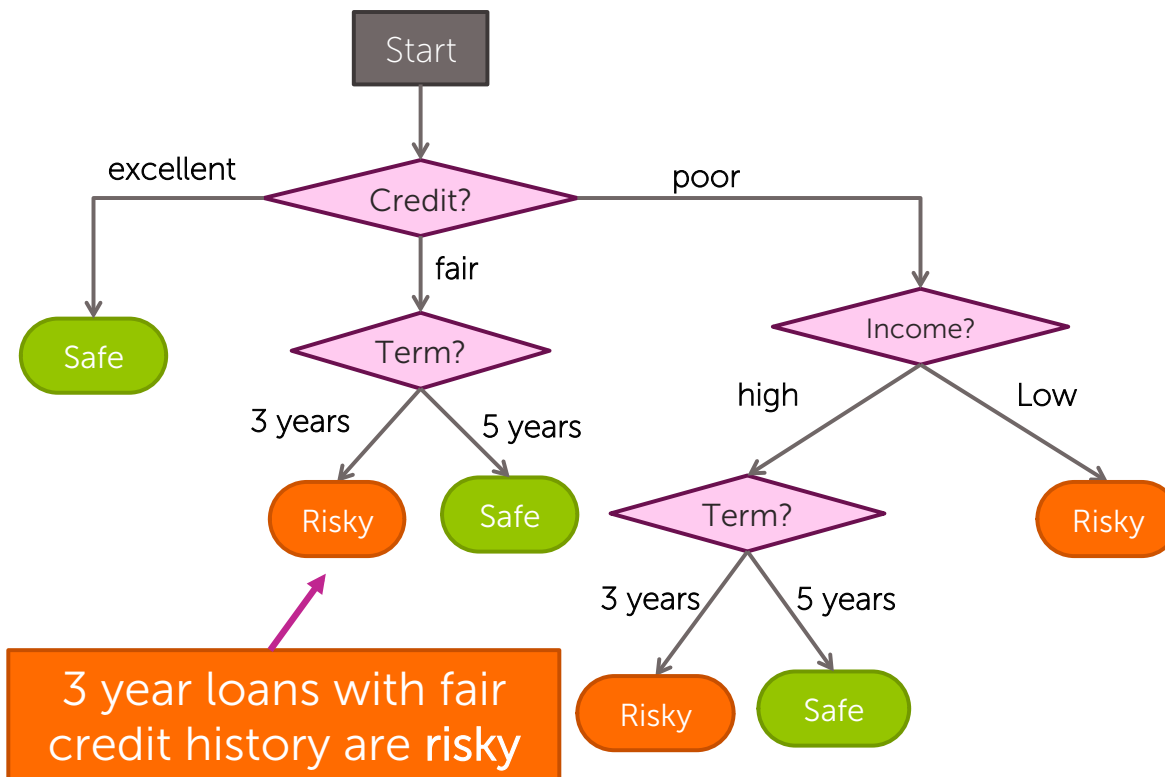 Start
excellent
poor
Credit?
fair
Income?
Safe
Term?
high
Low
3 years
5 years
Risky
Safe
Term?
Risky
3 years
5 years
3 year loans with fair
credit history are risky
Risky
Safe